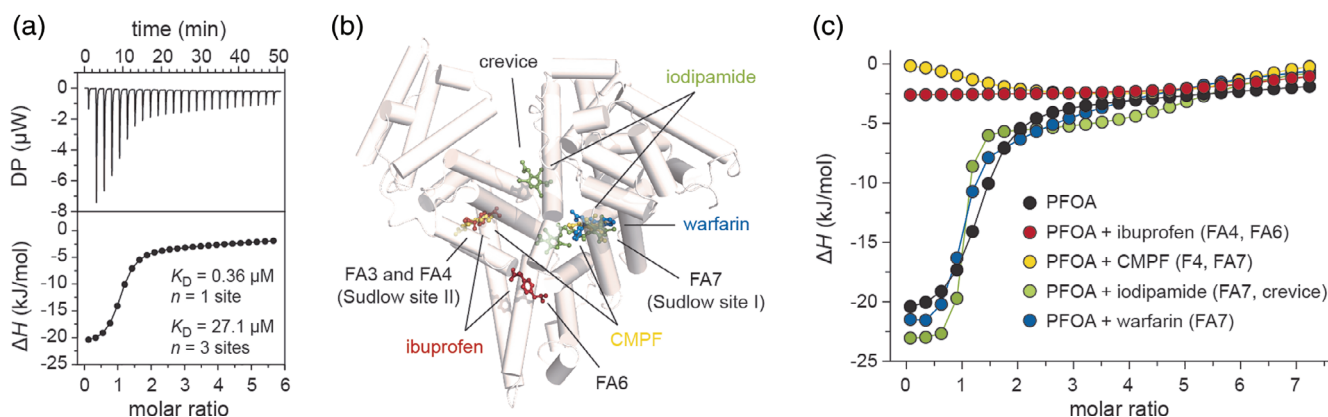 (a)
time (min)
0 10 20 30 40 50
0
-2
-4
-6
-8
DP (µW)
0
-5
-10
-15
-20
-25
ΔH (kJ/mol)
KD = 0.36 µM
n = 1 site
KD = 27.1 µM
n = 3 sites
0 1 2 3 4 5 6
molar ratio
(b)
crevice
iodipamide
warfarin
FA3 and FA4
(Sudlow site II)
FA7
(Sudlow site I)
ibuprofen
CMPF
FA6
(c)
0
-5
-10
-15
-20
-25
ΔH (kJ/mol)
PFOA
PFOA + ibuprofen (FA4, FA6)
PFOA + CMPF (F4, FA7)
PFOA + iodipamide (FA7, crevice)
PFOA + warfarin (FA7)
0 1 2 3 4 5 6 7
molar ratio